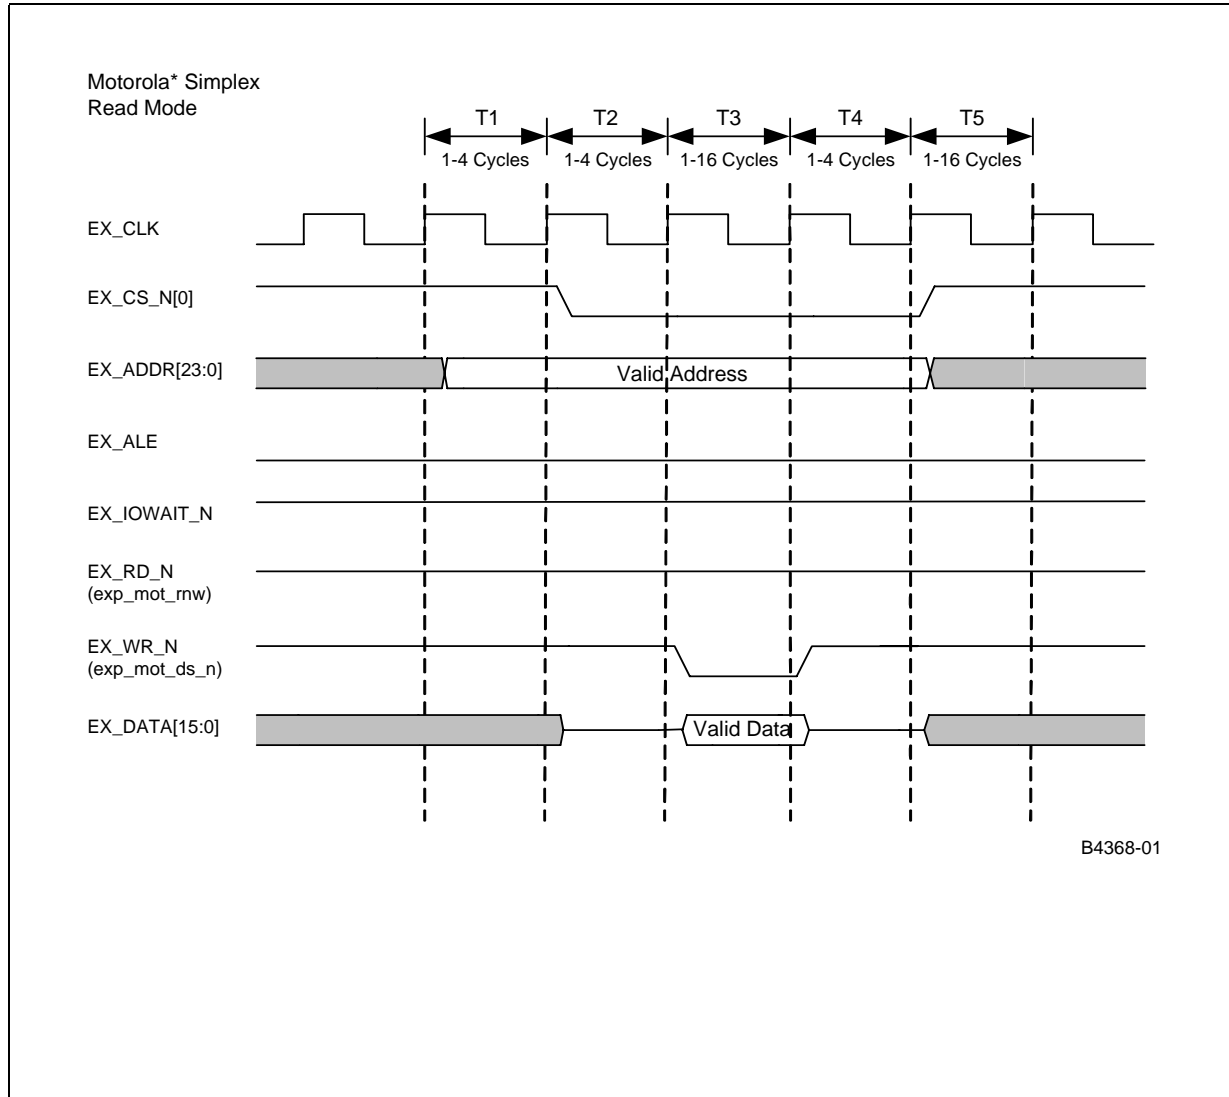 Motorola* Simplex
Read Mode
T1 T2 T3 T4 T5
1-4 Cycles 1-4 Cycles 1-16 Cycles 1-4 Cycles 1-16 Cycles
EX_CLK
EX_CS_N[0]
EX_ADDR[23:0] Valid Address
EX_ALE
EX_IOWAIT_N
EX_RD_N
(exp_mot_rnw)
EX_WR_N
(exp_mot_ds_n)
EX_DATA[15:0] Valid Data
B4368-01